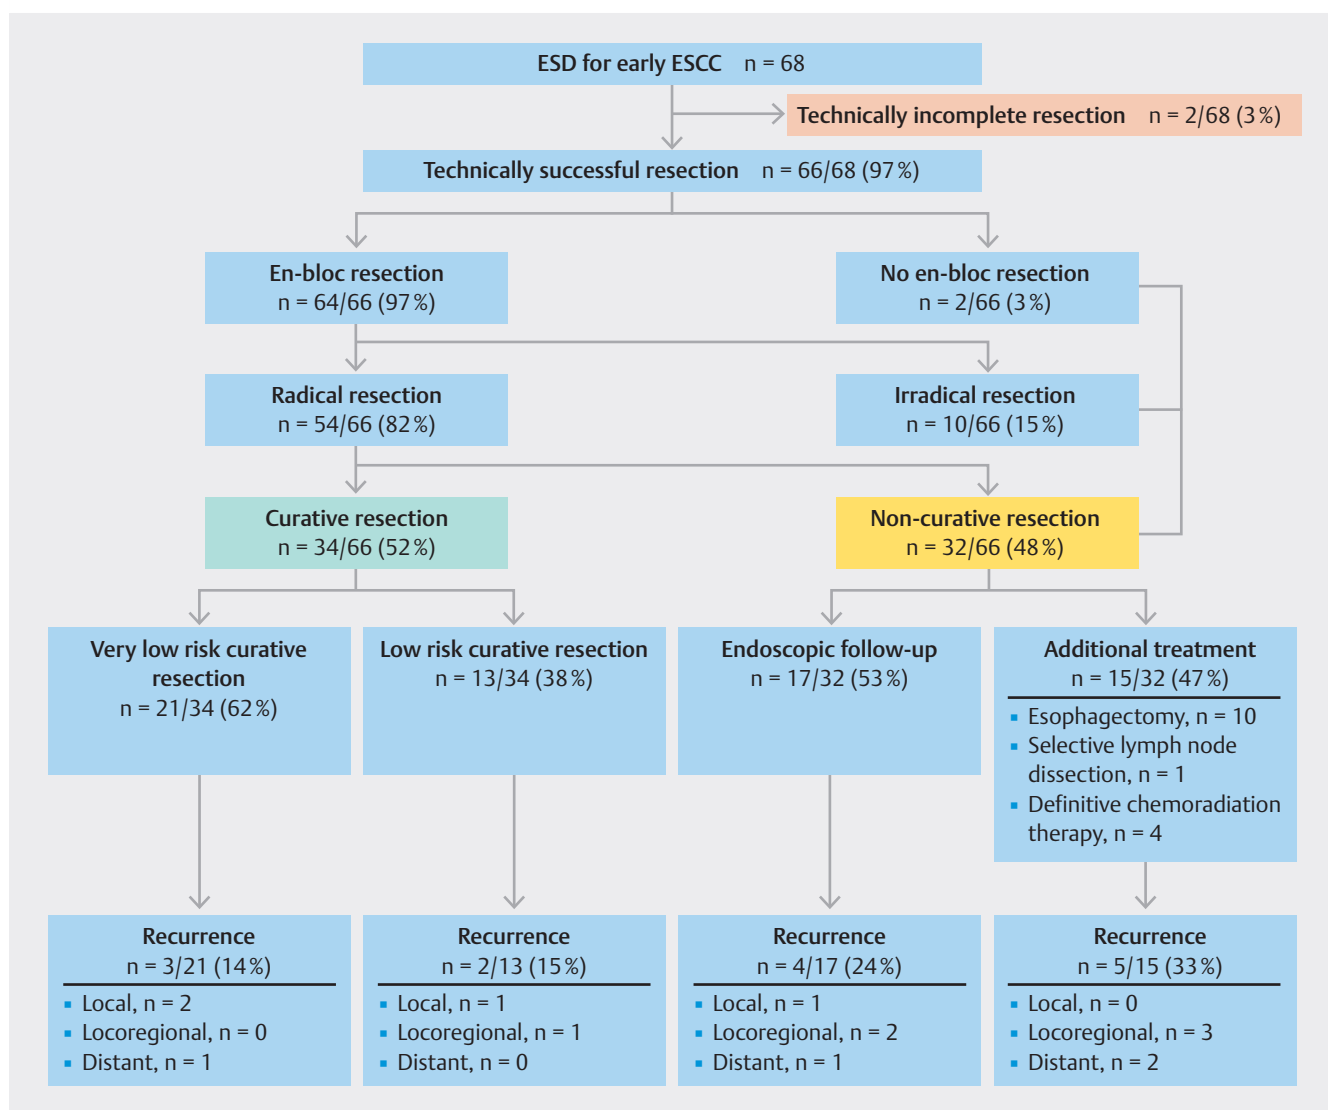 ESD for early ESCC n = 68
Technically incomplete resection n = 2/68 (3 %)
Technically successful resection n = 66/68 (97 %)
En-bloc resection
n = 64/66 (97 %)
No en-bloc resection
n = 2/66 (3 %)
Radical resection
n = 54/66 (82 %)
Irradical resection
n = 10/66 (15 %)
Curative resection
n = 34/66 (52 %)
Non-curative resection
n = 32/66 (48 %)
Very low risk curative
resection
n = 21/34 (62 %)
Low risk curative resection
n = 13/34 (38 %)
Endoscopic follow-up
n = 17/32 (53 %)
Additional treatment
n = 15/32 (47 %)
▪ Esophagectomy, n = 10
▪ Selective lymph node
dissection, n = 1
▪ Definitive chemoradiation
therapy, n = 4
Recurrence
n = 3/21 (14 %)
▪ Local, n = 2
▪ Locoregional, n = 0
▪ Distant, n = 1
Recurrence
n = 2/13 (15 %)
▪ Local, n = 1
▪ Locoregional, n = 1
▪ Distant, n = 0
Recurrence
n = 4/17 (24 %)
▪ Local, n = 1
▪ Locoregional, n = 2
▪ Distant, n = 1
Recurrence
n = 5/15 (33 %)
▪ Local, n = 0
▪ Locoregional, n = 3
▪ Distant, n = 2